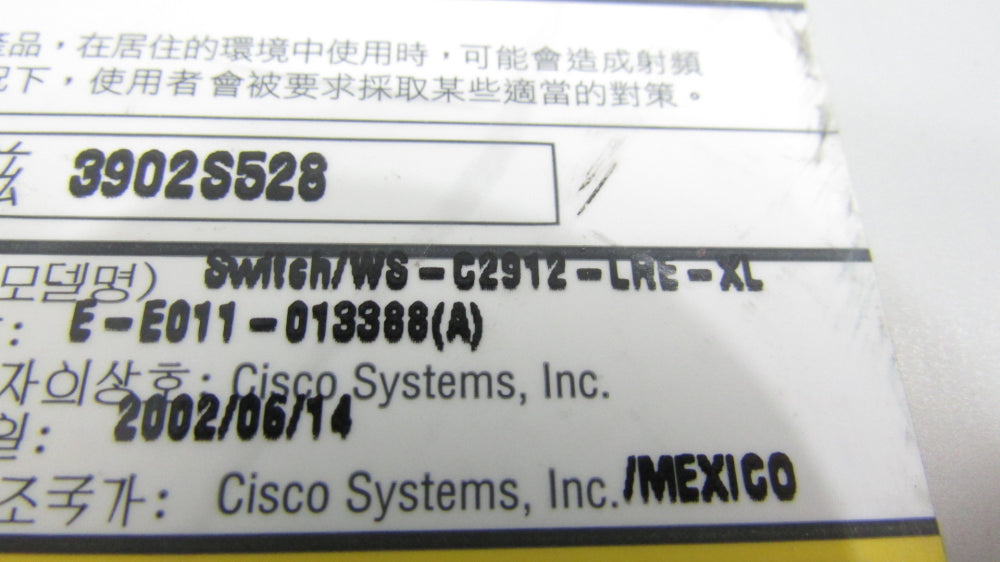 品，在居住的環境中使用時，可能會造成射頻
下，使用者會被要求採取某些適當的對策。
3902S528
모델명) Switch/WS-C2912-LRE-XL
: E-E011-013388(A)
자의상호: Cisco Systems, Inc.
일: 2002/06/14
조국가: Cisco Systems, Inc./MEXICO